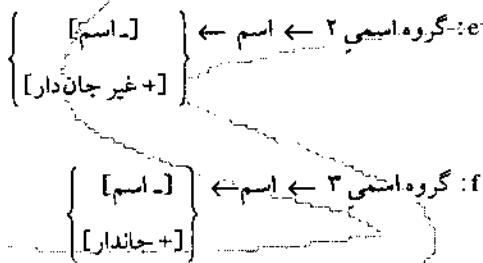 e: گروه اسمی ۲ ← اسم ← [ـ اسم]
[+ غیر جان‌دار]
f: گروه اسمی ۳ ← اسم ← [ـ اسم]
[+ جاندار]